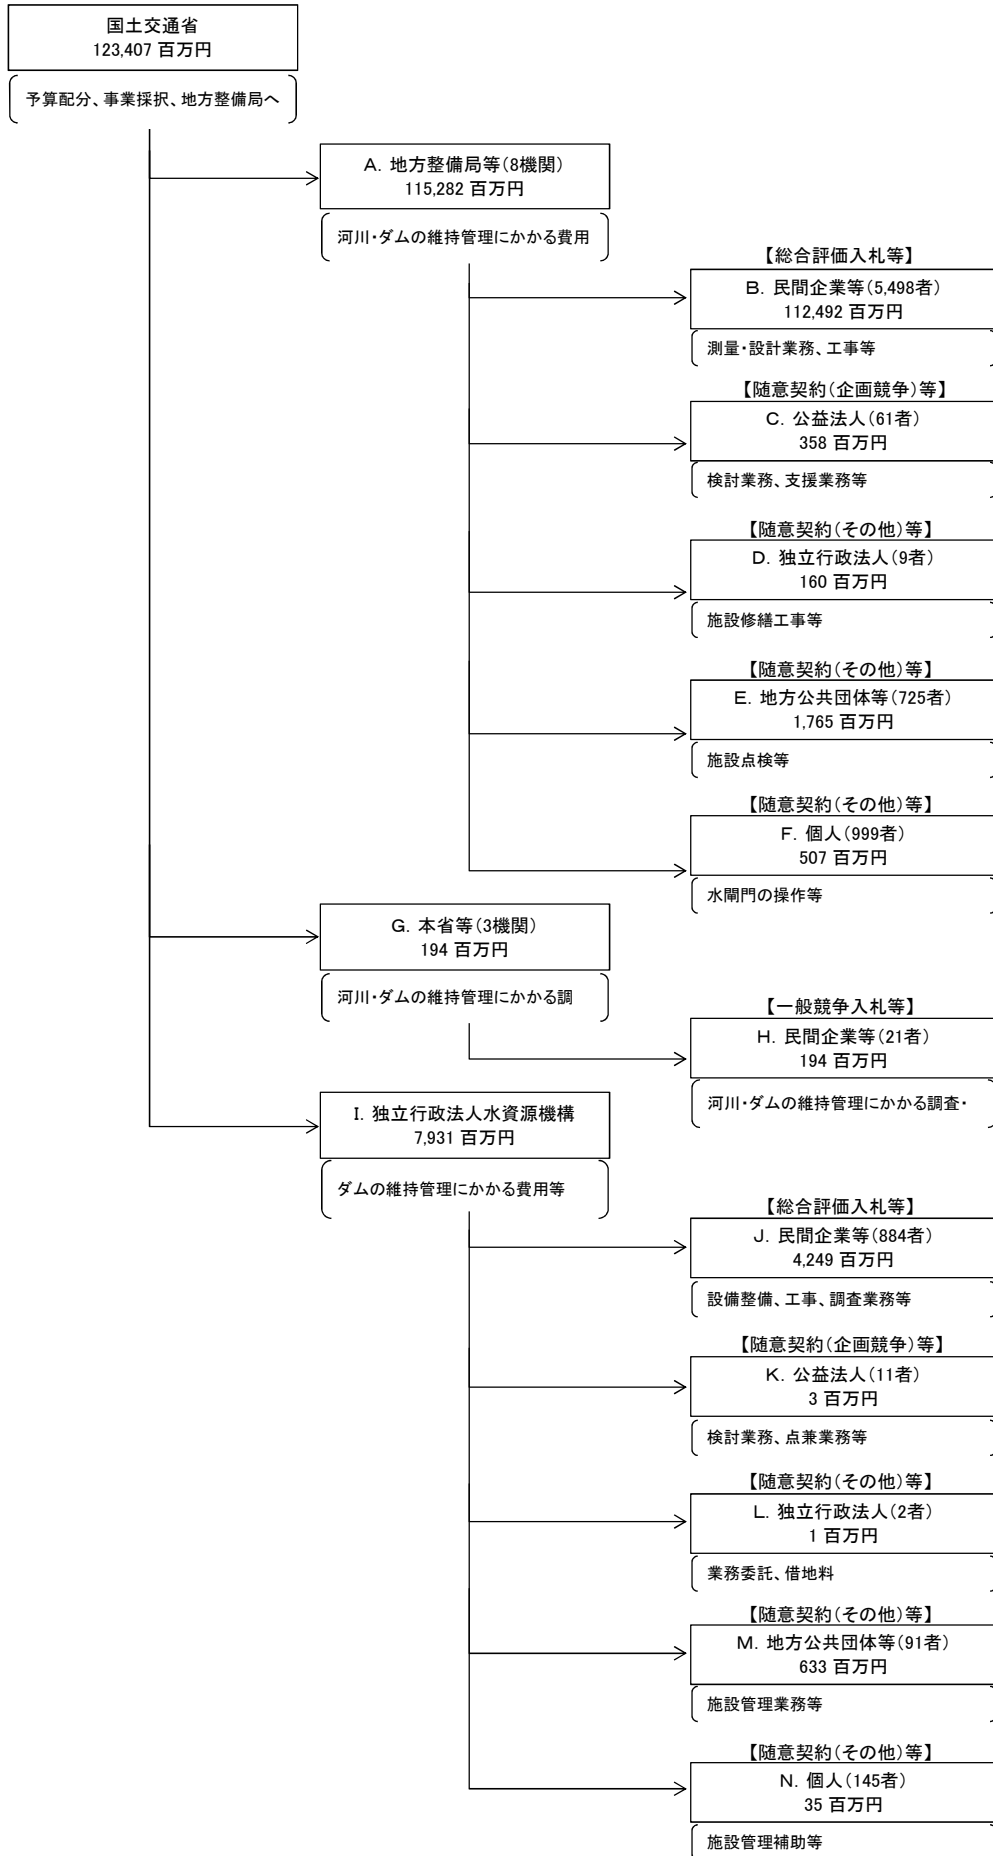 国土交通省
123,407 百万円
予算配分、事業採択、地方整備局へ
A. 地方整備局等(8機関)
115,282 百万円
河川・ダムの維持管理にかかる費用
【総合評価入札等】
B. 民間企業等(5,498者)
112,492 百万円
測量・設計業務、工事等
【随意契約(企画競争)等】
C. 公益法人(61者)
358 百万円
検討業務、支援業務等
【随意契約(その他)等】
D. 独立行政法人(9者)
160 百万円
施設修繕工事等
【随意契約(その他)等】
E. 地方公共団体等(725者)
1,765 百万円
施設点検等
【随意契約(その他)等】
F. 個人(999者)
507 百万円
水閘門の操作等
G. 本省等(3機関)
194 百万円
河川・ダムの維持管理にかかる調
【一般競争入札等】
H. 民間企業等(21者)
194 百万円
河川・ダムの維持管理にかかる調査・
I. 独立行政法人水資源機構
7,931 百万円
ダムの維持管理にかかる費用等
【総合評価入札等】
J. 民間企業等(884者)
4,249 百万円
設備整備、工事、調査業務等
【随意契約(企画競争)等】
K. 公益法人(11者)
3 百万円
検討業務、点兼業務等
【随意契約(その他)等】
L. 独立行政法人(2者)
1 百万円
業務委託、借地料
【随意契約(その他)等】
M. 地方公共団体等(91者)
633 百万円
施設管理業務等
【随意契約(その他)等】
N. 個人(145者)
35 百万円
施設管理補助等